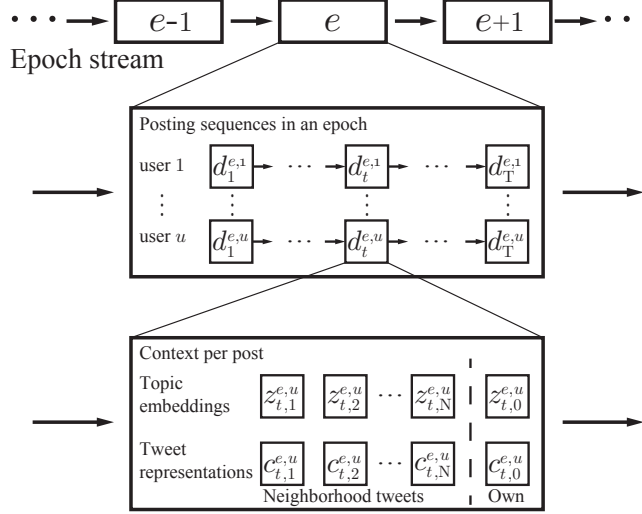 ··· e-1 e e+1 ··
Epoch stream
Posting sequences in an epoch
user 1 d_1^{e,1} ··· d_t^{e,1} ··· d_T^{e,1}
user u d_1^{e,u} ··· d_t^{e,u} ··· d_T^{e,u}
Context per post
Topic
embeddings z_{t,1}^{e,u} z_{t,2}^{e,u} ··· z_{t,N}^{e,u} z_{t,0}^{e,u}
Tweet
representations c_{t,1}^{e,u} c_{t,2}^{e,u} ··· c_{t,N}^{e,u} c_{t,0}^{e,u}
Neighborhood tweets Own